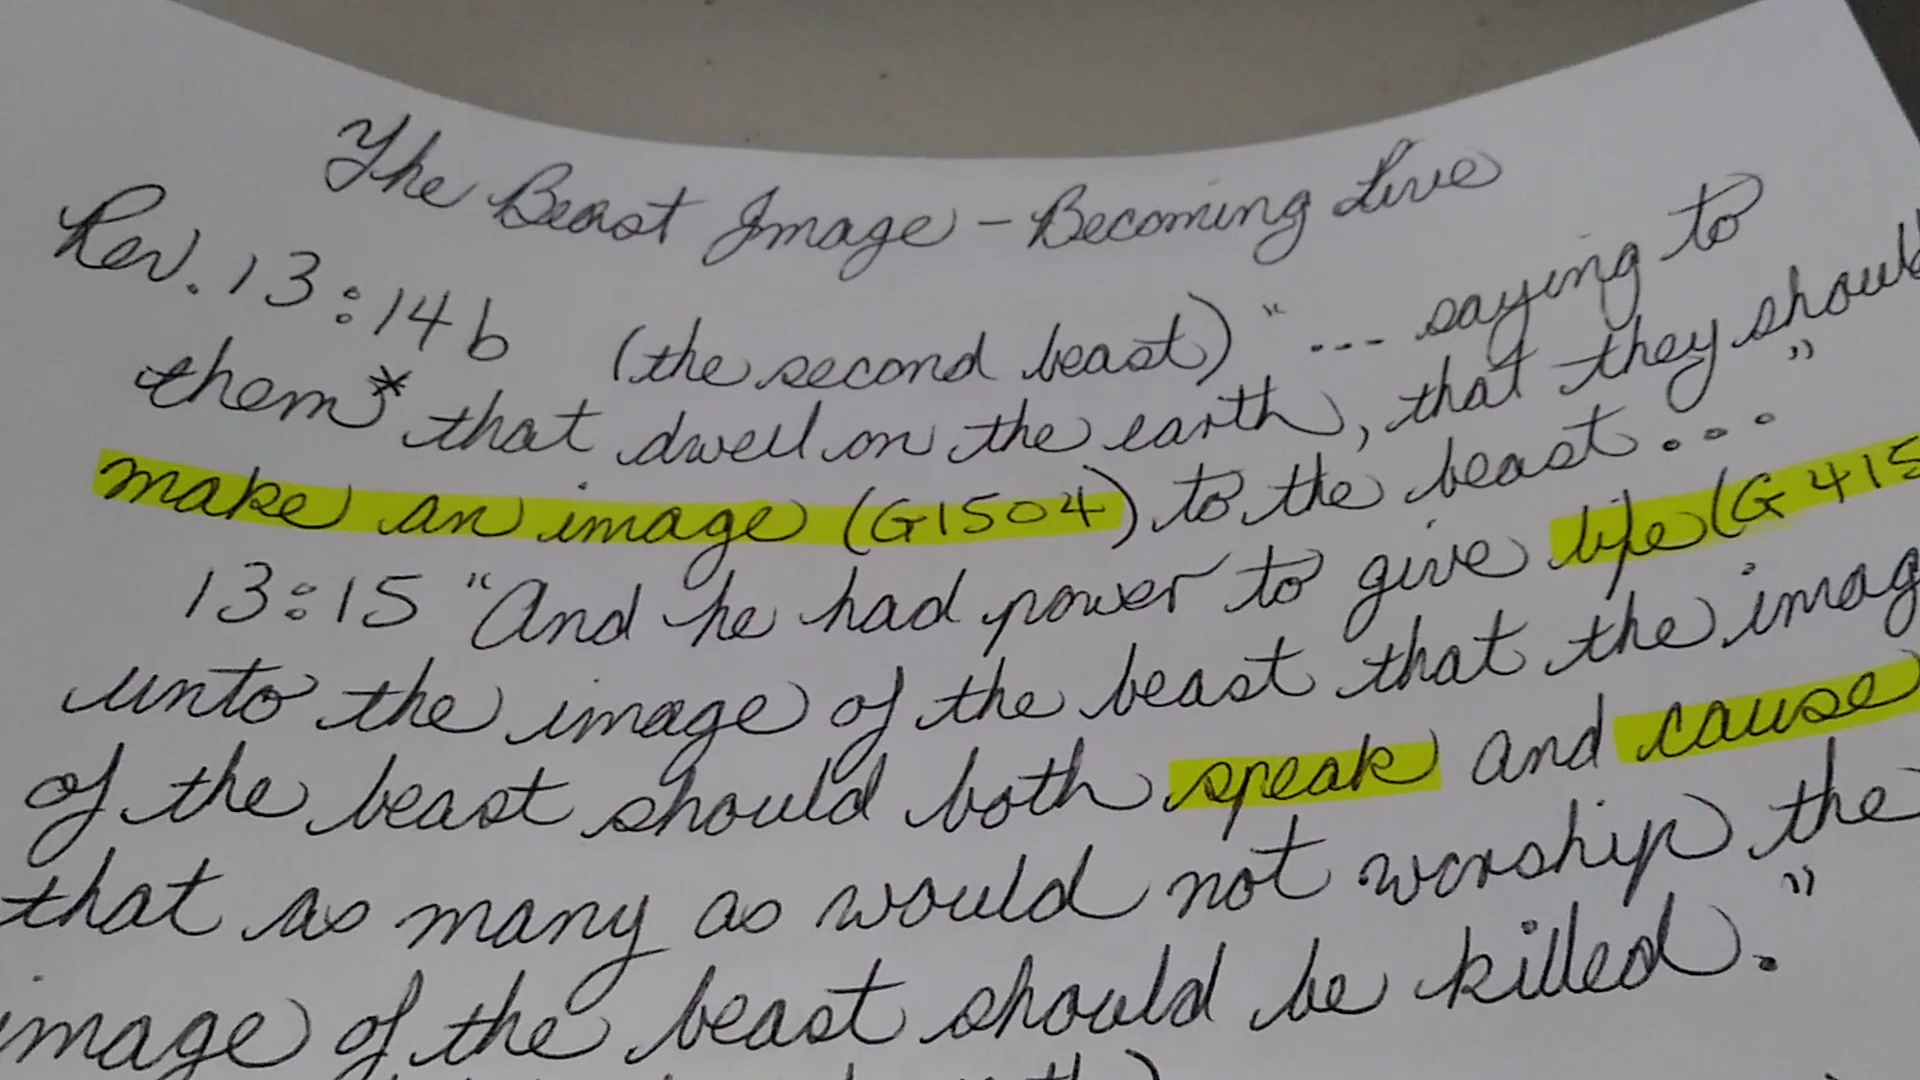 The Beast Image - Becoming Live
Rev. 13:14b (the second beast) "... saying to
them* that dwell on the earth, that they shoul
make an image (G1504) to the beast..."
13:15 "And he had power to give life (G415
unto the image of the beast that the imag
of the beast should both speak and cause
that as many as would not worship the
image of the beast should be killed."